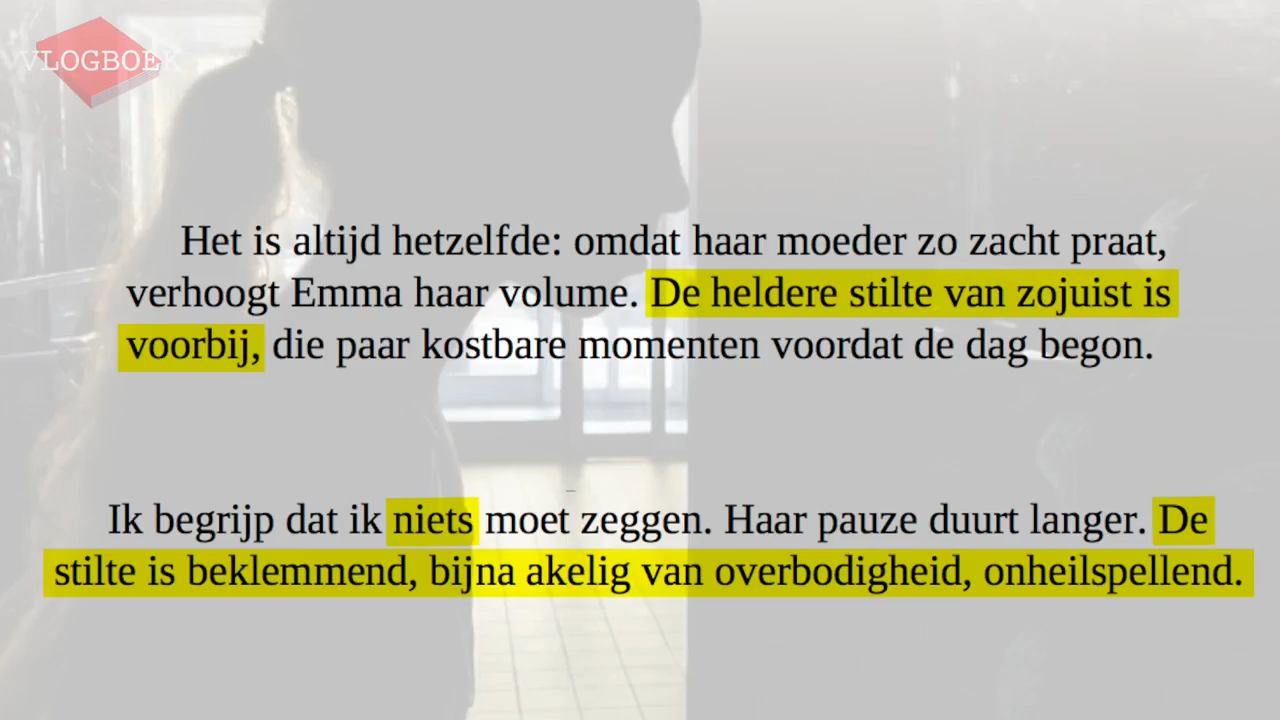 VLOGBOEK
Het is altijd hetzelfde: omdat haar moeder zo zacht praat,
verhoogt Emma haar volume. De heldere stilte van zojuist is
voorbij, die paar kostbare momenten voordat de dag begon.
Ik begrijp dat ik niets moet zeggen. Haar pauze duurt langer. De
stilte is beklemmend, bijna akelig van overbodigheid, onheilspellend.